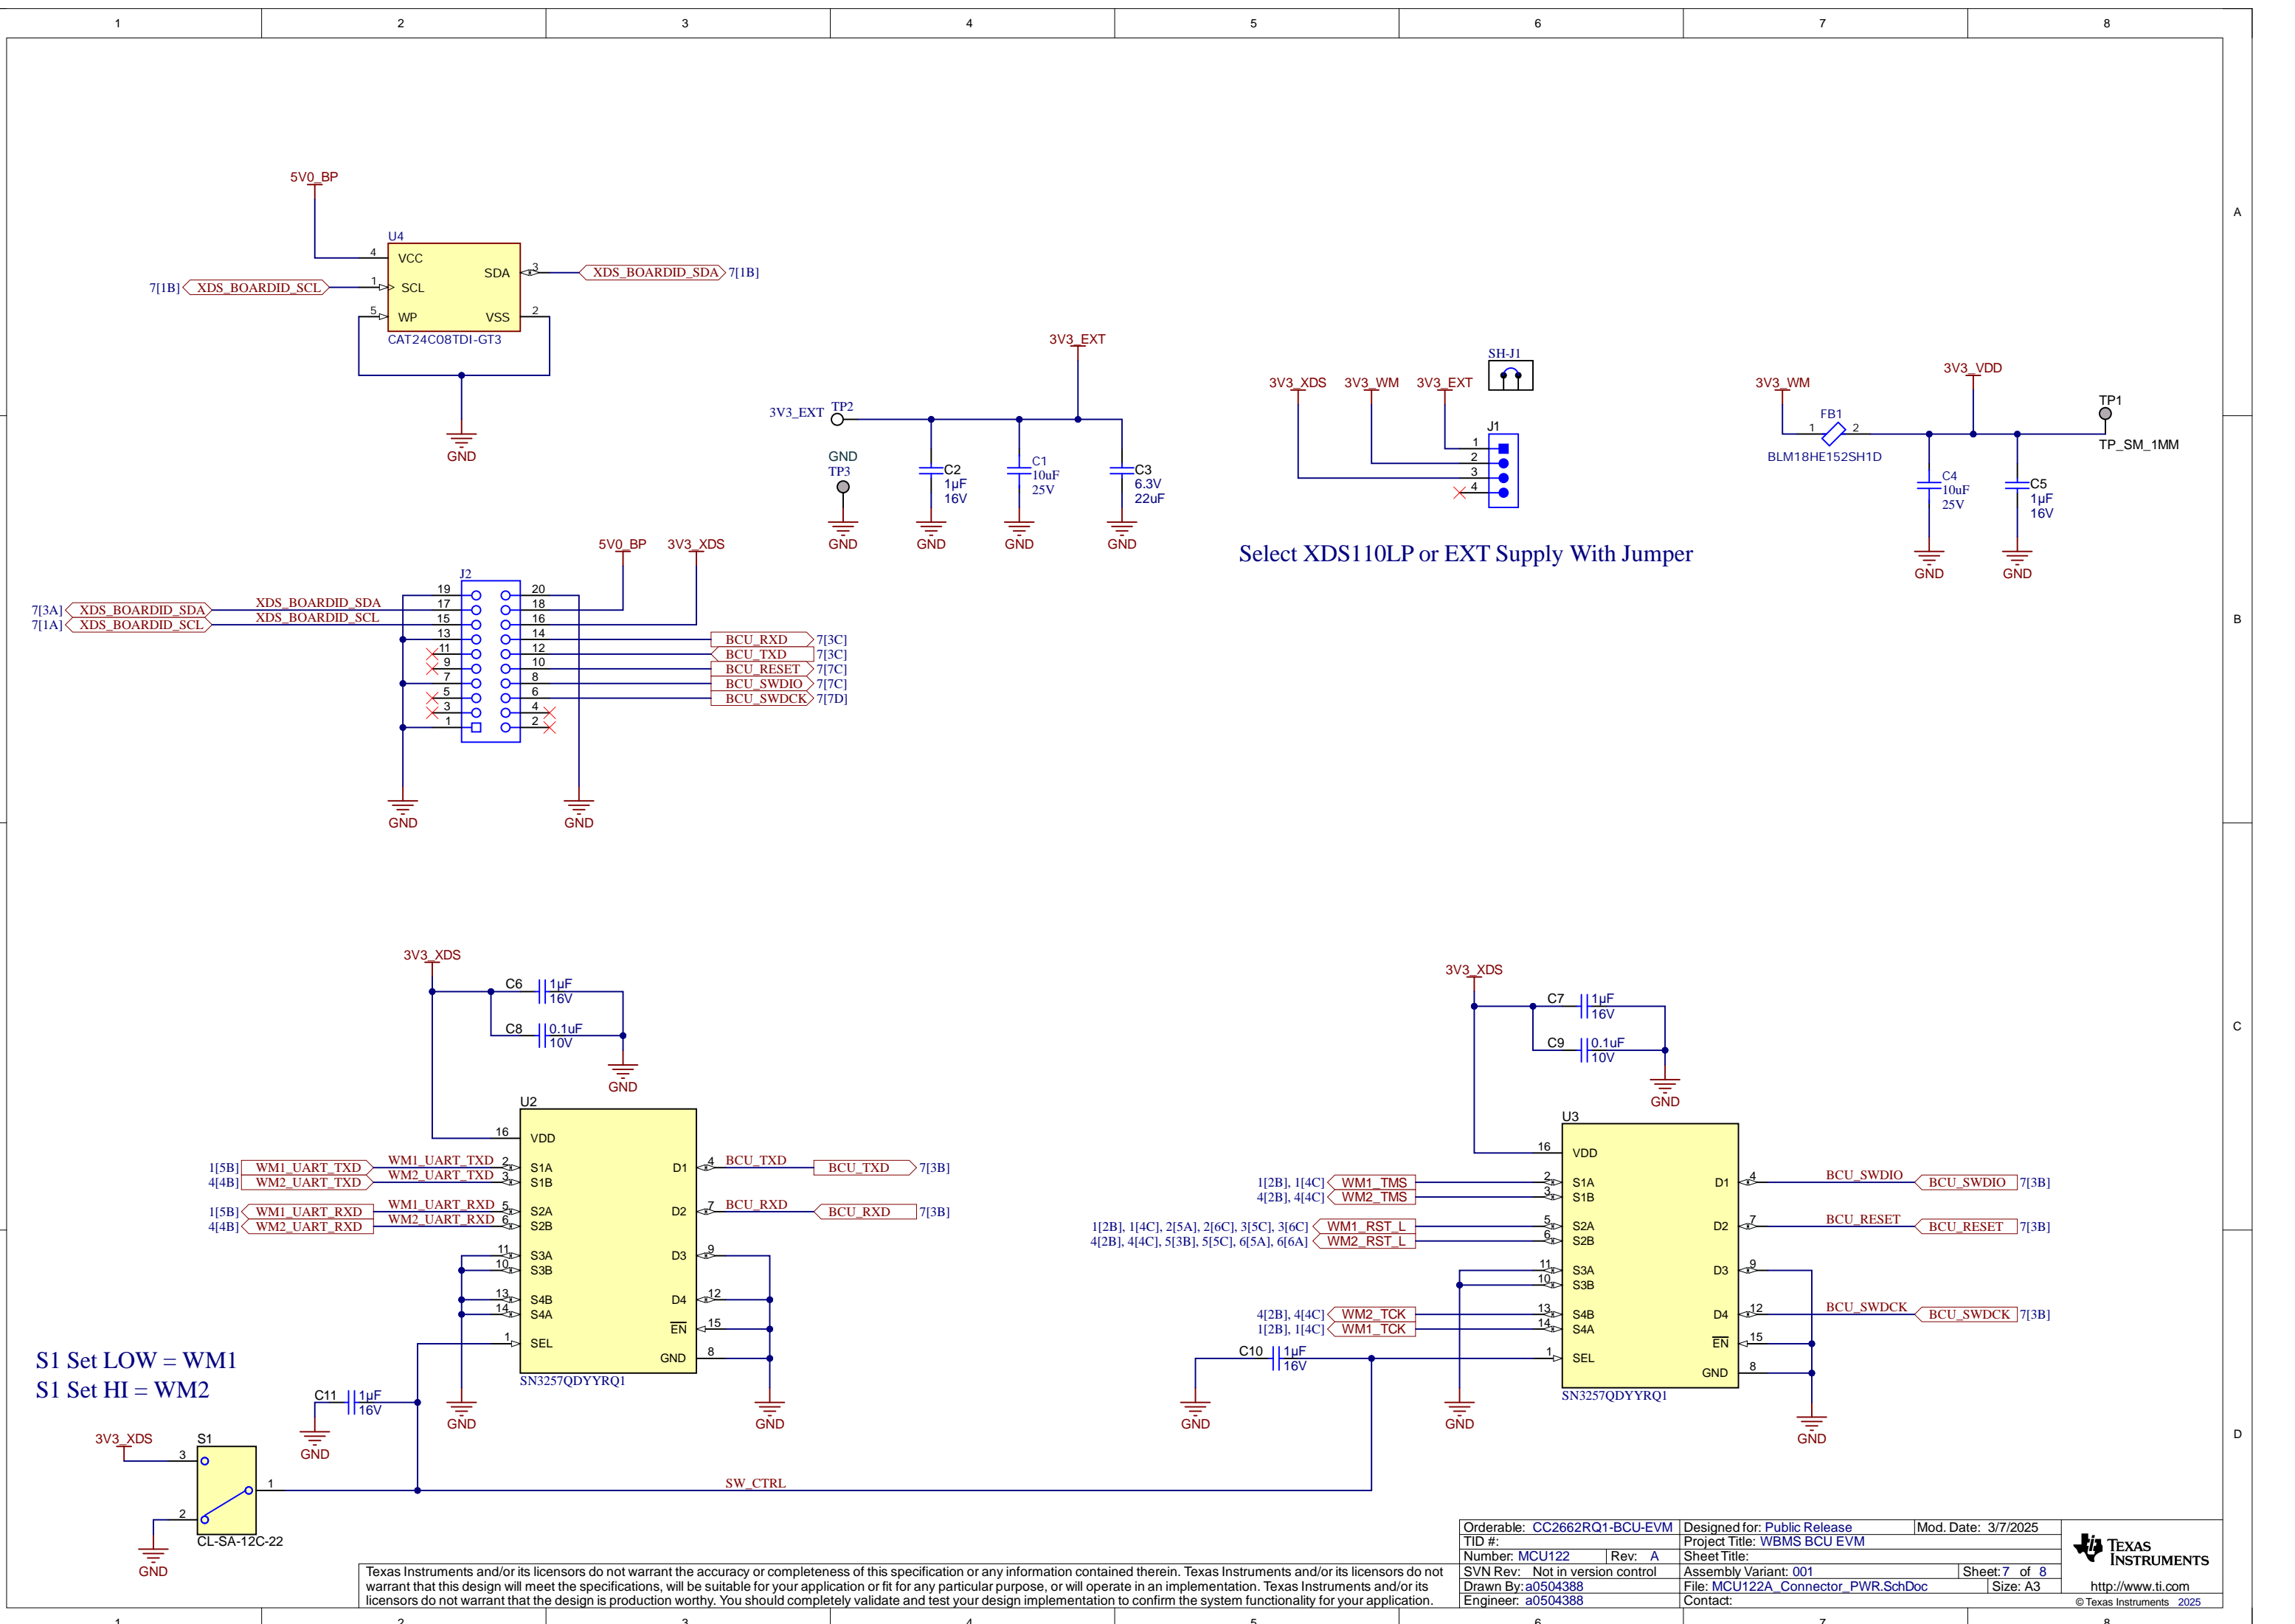 1 2 3 4 5 6 7 8
A
B
C
D
5V0_BP
U4
4 VCC
SDA 3
XDS_BOARDID_SDA 7[1B]
7[1B] XDS_BOARDID_SCL
1 SCL
5 WP
VSS 2
CAT24C08TDI-GT3
GND
3V3_EXT
3V3_EXT TP2
GND
TP3
GND
C2
1µF
16V
GND
C1
10uF
25V
GND
C3
6.3V
22uF
GND
SH-J1
3V3_XDS 3V3_WM 3V3_EXT
J1
1
2
3
4
Select XDS110LP or EXT Supply With Jumper
3V3_WM
3V3_VDD
FB1
1 2
BLM18HE152SH1D
TP1
TP_SM_1MM
C4
10uF
25V
GND
C5
1µF
16V
GND
5V0_BP 3V3_XDS
J2
19 20
7[3A] XDS_BOARDID_SDA XDS_BOARDID_SDA 17 18
7[1A] XDS_BOARDID_SCL XDS_BOARDID_SCL 15 16
13 14 BCU_RXD 7[3C]
11 12 BCU_TXD 7[3C]
9 10 BCU_RESET 7[7C]
7 8 BCU_SWDIO 7[7C]
5 6 BCU_SWDCK 7[7D]
3 4
1 2
GND GND
3V3_XDS
C6 1µF
16V
C8 0.1uF
10V
GND
U2
16 VDD
1[5B] WM1_UART_TXD WM1_UART_TXD 2 S1A D1 4 BCU_TXD BCU_TXD 7[3B]
4[4B] WM2_UART_TXD WM2_UART_TXD 3 S1B
1[5B] WM1_UART_RXD WM1_UART_RXD 5 S2A D2 7 BCU_RXD BCU_RXD 7[3B]
4[4B] WM2_UART_RXD WM2_UART_RXD 6 S2B
11 S3A D3 9
10 S3B
13 S4B D4 12
14 S4A
EN 15
1 SEL
GND 8
SN3257QDYYRQ1
GND GND
S1 Set LOW = WM1
S1 Set HI = WM2
C11 1µF
16V
GND
3V3_XDS
S1
3
1
2
CL-SA-12C-22
GND
SW_CTRL
3V3_XDS
C7 1µF
16V
C9 0.1uF
10V
GND
U3
16 VDD
1[2B], 1[4C] WM1_TMS 2 S1A D1 4 BCU_SWDIO BCU_SWDIO 7[3B]
4[2B], 4[4C] WM2_TMS 3 S1B
1[2B], 1[4C], 2[5A], 2[6C], 3[5C], 3[6C] WM1_RST_L 5 S2A D2 7 BCU_RESET BCU_RESET 7[3B]
4[2B], 4[4C], 5[3B], 5[5C], 6[5A], 6[6A] WM2_RST_L 6 S2B
11 S3A D3 9
10 S3B
4[2B], 4[4C] WM2_TCK 13 S4B D4 12 BCU_SWDCK BCU_SWDCK 7[3B]
1[2B], 1[4C] WM1_TCK 14 S4A
EN 15
C10 1µF
16V
1 SEL
GND 8
SN3257QDYYRQ1
GND GND GND
Texas Instruments and/or its licensors do not warrant the accuracy or completeness of this specification or any information contained therein. Texas Instruments and/or its licensors do not
warrant that this design will meet the specifications, will be suitable for your application or fit for any particular purpose, or will operate in an implementation. Texas Instruments and/or its
licensors do not warrant that the design is production worthy. You should completely validate and test your design implementation to confirm the system functionality for your application.
Orderable: CC2662RQ1-BCU-EVM Designed for: Public Release Mod. Date: 3/7/2025
TID #: Project Title: WBMS BCU EVM
Number: MCU122 Rev: A Sheet Title:
SVN Rev: Not in version control Assembly Variant: 001 Sheet: 7 of 8
Drawn By: a0504388 File: MCU122A_Connector_PWR.SchDoc Size: A3
Engineer: a0504388 Contact:
TEXAS
INSTRUMENTS
http://www.ti.com
© Texas Instruments 2025
1 2 3 4 5 6 7 8